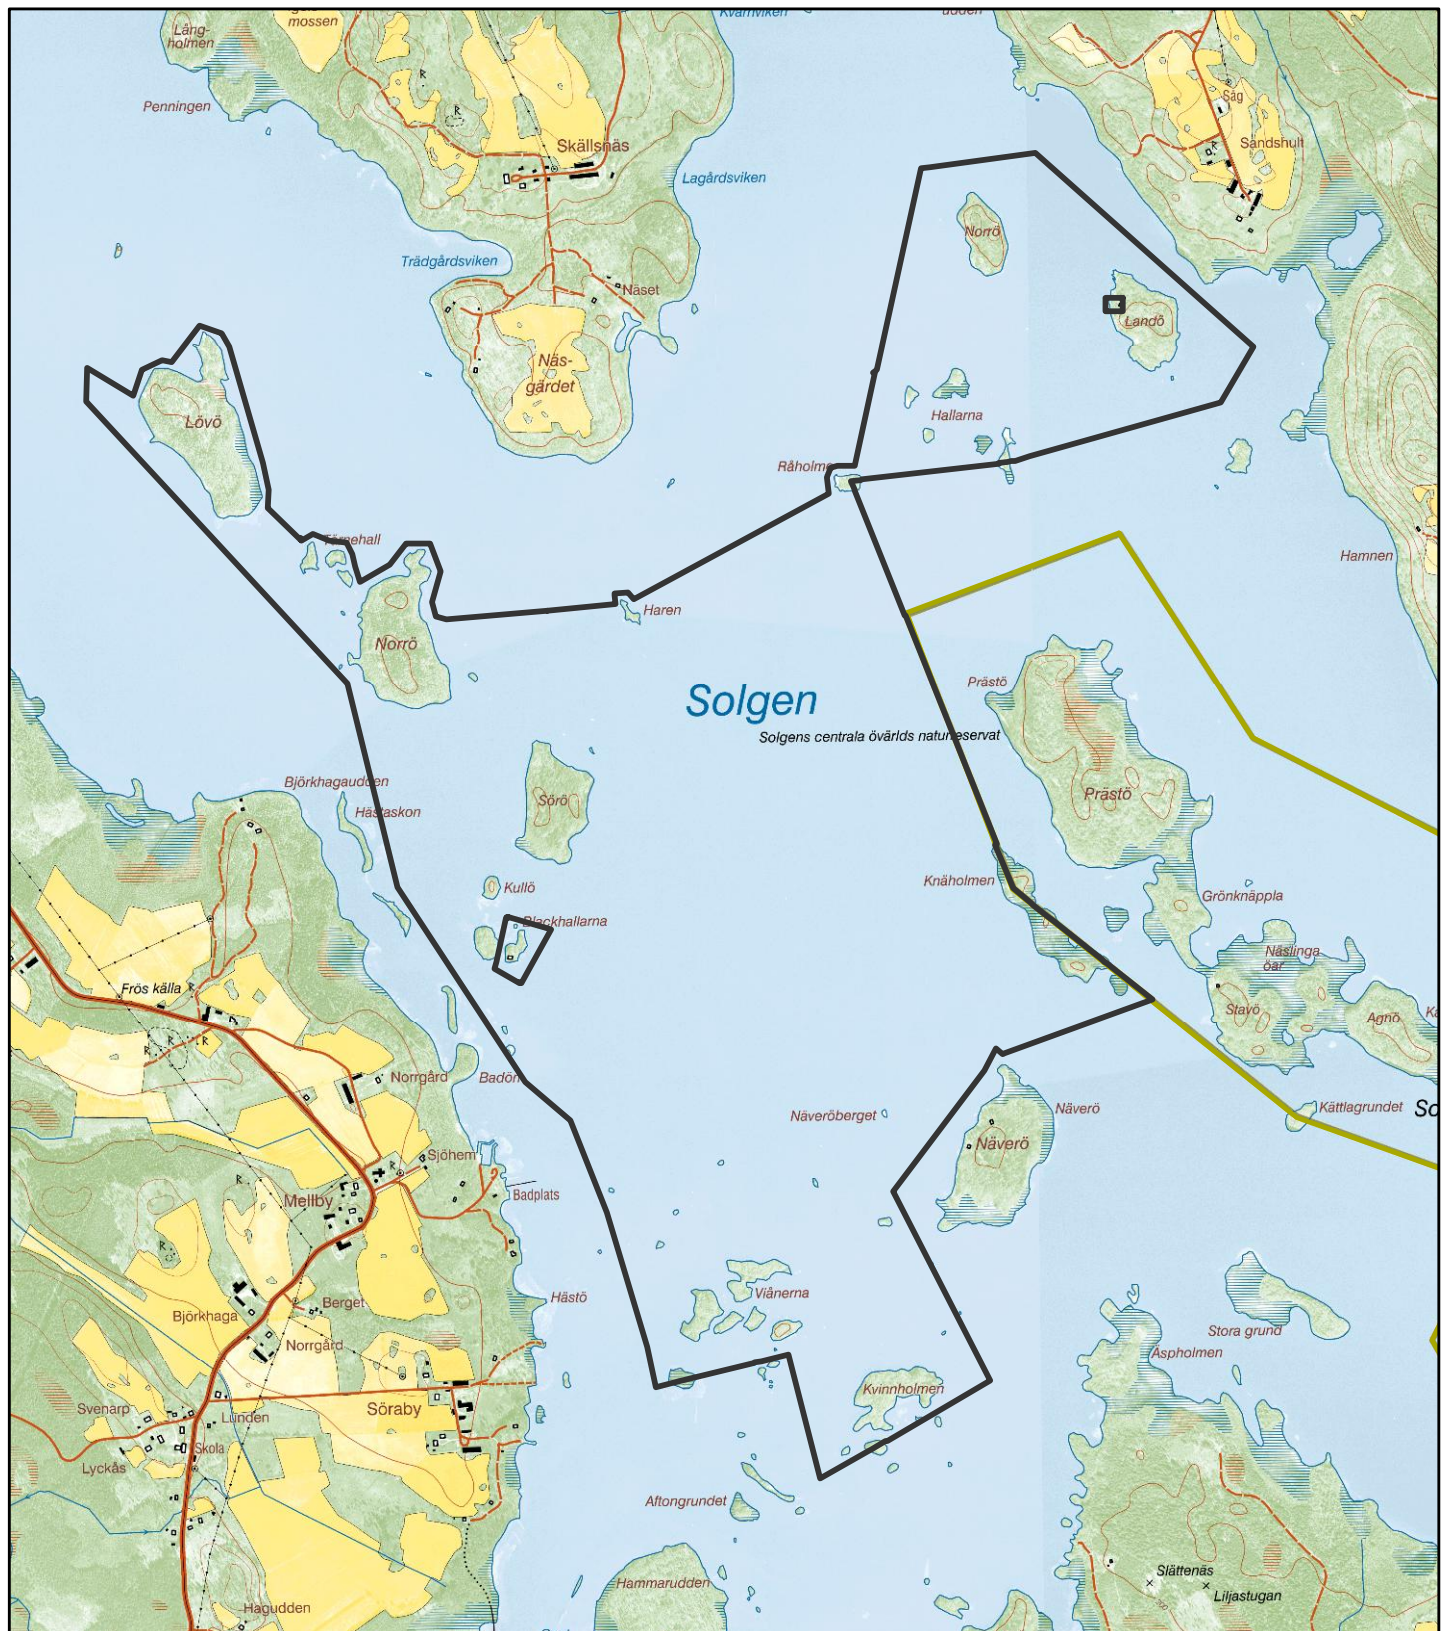 mossen
Kvarnviken
udden
Lång-
holmen
Penningen
R
R
Skällsnäs
Lagårdsviken
Såg
R
Sandshult
Norrö
Trädgårdsviken
Näset
Landö
Näs-
gärdet
Lövö
Hallarna
Råholme
Hamnen
Törnehall
Haren
Norrö
Prästö
Solgen
Solgens centrala övärlds naturreservat
Björkhagaudden
Hästaskon
Sörö
Prästö
Knäholmen
Kullö
Grönknäppla
Blackhallarna
Näslinga
öar
Frös källa
R
Stavö
Agnö
R
R
R
Badön
Norrgård
Näveröberget
Näverö
Kättlagrundet
So
Näverö
Sjöhem
R
R
Mellby
Badplats
R
Viånerna
Hästö
Berget
Björkhaga
Stora grund
Norrgård
Aspholmen
Kvinnholmen
Svenarp
Söraby
Lunden
Skola
Lyckås
Aftongrundet
Slättenäs
Hammarudden
Liljastugan
Hagudden